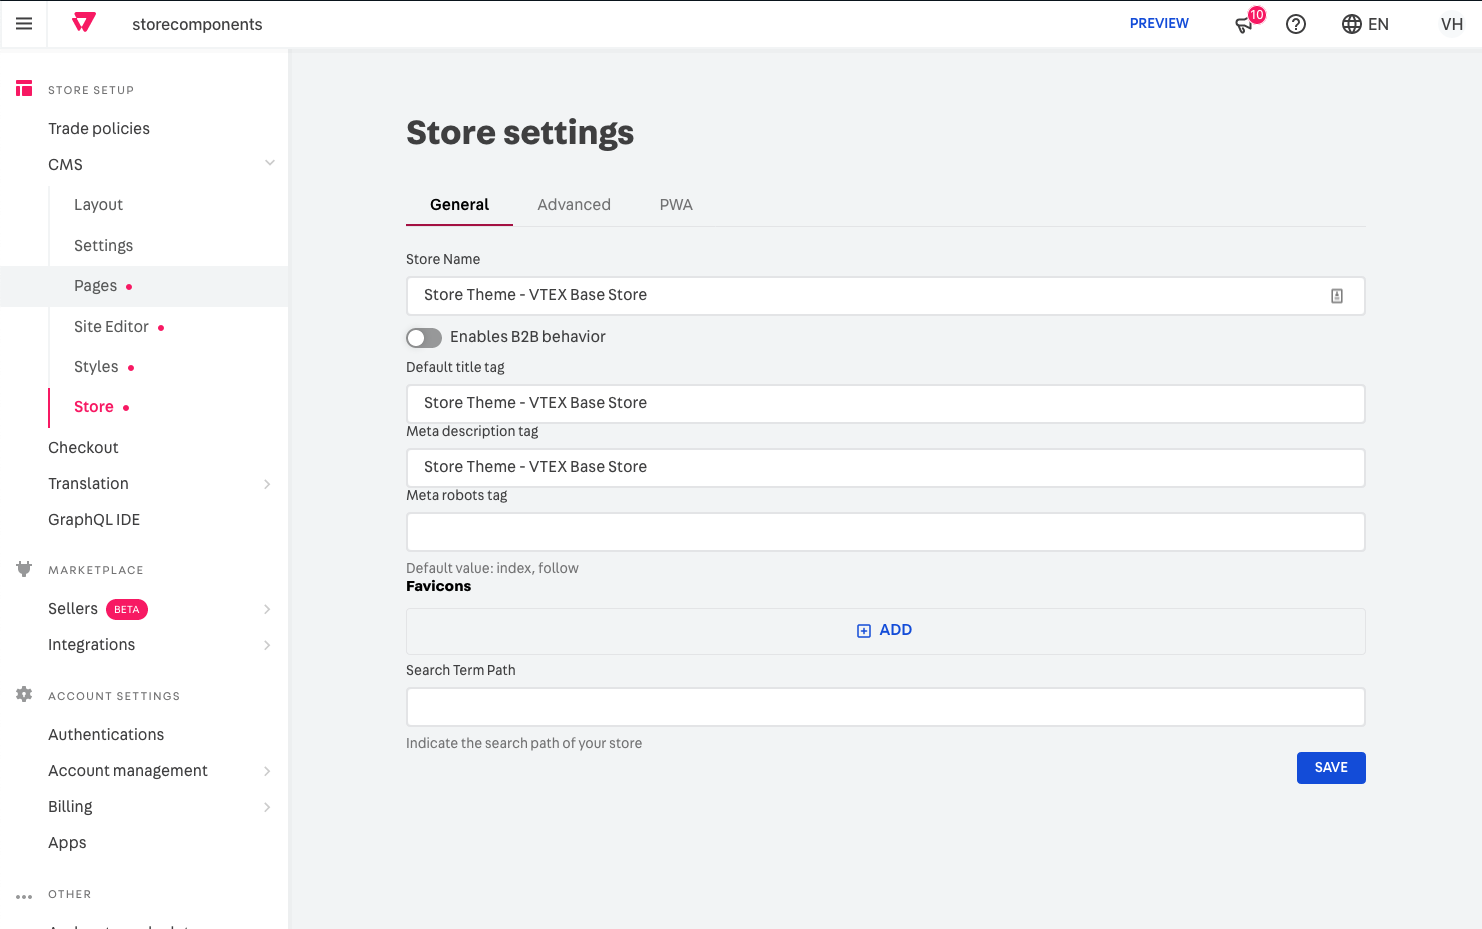 storecomponents
PREVIEW
10
EN
VH
STORE SETUP
Trade policies
CMS
Layout
Settings
Pages
Site Editor
Styles
Store
Checkout
Translation
GraphQL IDE
MARKETPLACE
Sellers BETA
Integrations
ACCOUNT SETTINGS
Authentications
Account management
Billing
Apps
OTHER
Store settings
General Advanced PWA
Store Name
Store Theme - VTEX Base Store
Enables B2B behavior
Default title tag
Store Theme - VTEX Base Store
Meta description tag
Store Theme - VTEX Base Store
Meta robots tag
Default value: index, follow
Favicons
ADD
Search Term Path
Indicate the search path of your store
SAVE